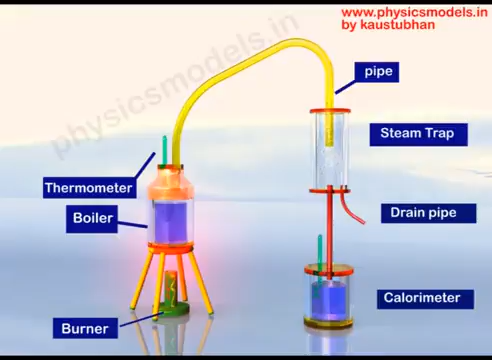 www.physicsmodels.in
by kaustubhan
physicsmodels.in
pipe
Steam Trap
Thermometer
Boiler
Drain pipe
Calorimeter
Burner